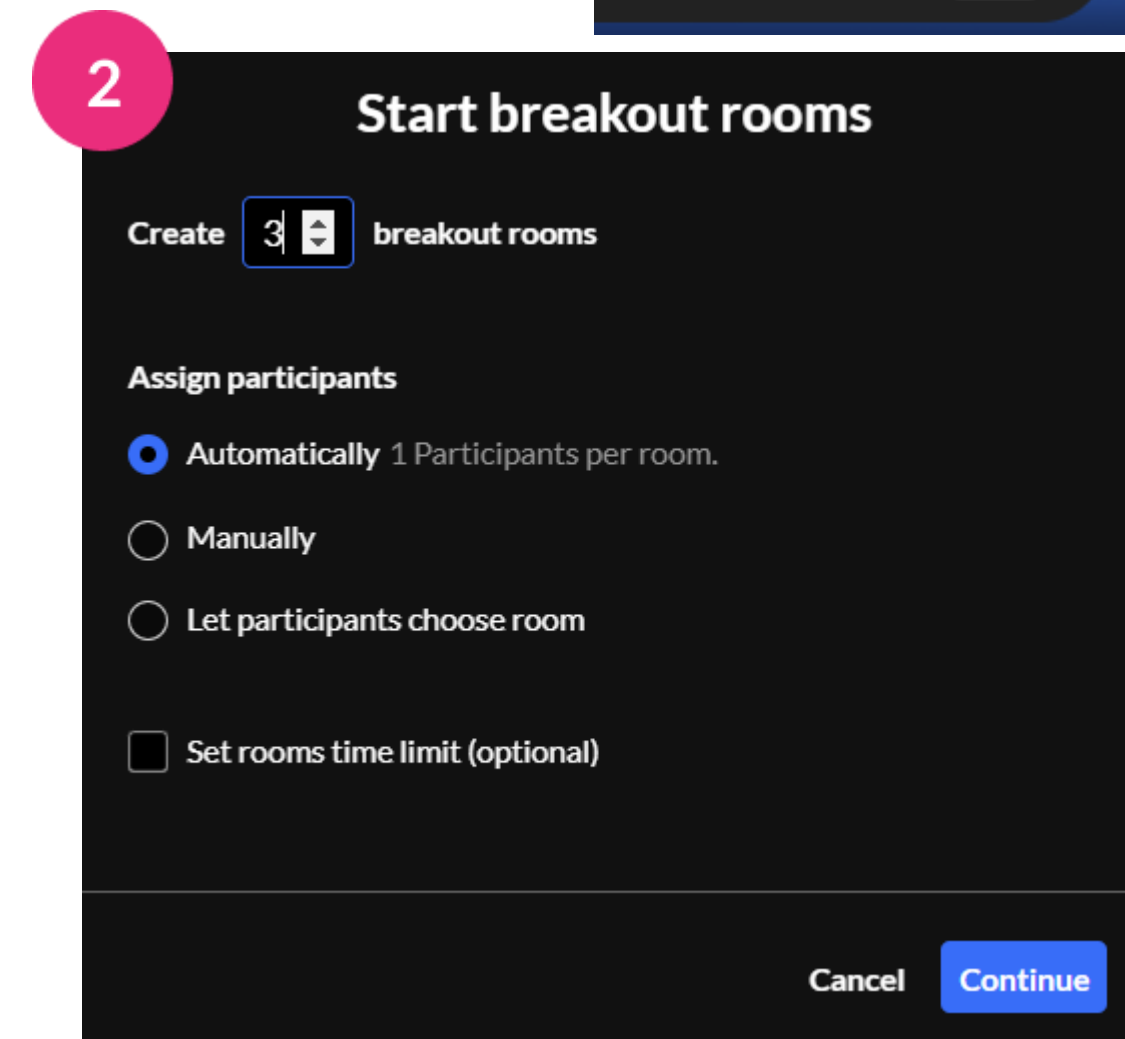 2
Start breakout rooms
Create 3 breakout rooms
Assign participants
Automatically 1 Participants per room.
Manually
Let participants choose room
Set rooms time limit (optional)
Cancel Continue